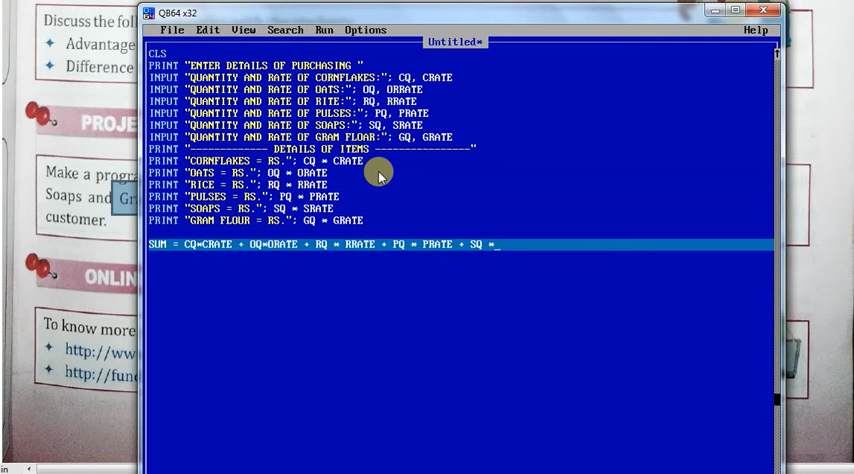 Discuss the foll
Advantage
Difference
PROJE
Make a progra
Soaps and Gr
customer.
ONLIN
To know more
http://ww
http://fund
in
QB64 x32
File Edit View Search Run Options Help
Untitled*
CLS
PRINT "ENTER DETAILS OF PURCHASING "
INPUT "QUANTITY AND RATE OF CORNFLAKES:"; CQ, CRATE
INPUT "QUANTITY AND RATE OF OATS:"; OQ, ORRATE
INPUT "QUANTITY AND RATE OF RITE:"; RQ, RRATE
INPUT "QUANTITY AND RATE OF PULSES:"; PQ, PRATE
INPUT "QUANTITY AND RATE OF SOAPS:"; SQ, SRATE
INPUT "QUANTITY AND RATE OF GRAM FLOAR:"; GQ, GRATE
PRINT "------------- DETAILS OF ITEMS ----------------"
PRINT "CORNFLAKES = RS."; CQ * CRATE
PRINT "OATS = RS."; OQ * ORATE
PRINT "RICE = RS."; RQ * RRATE
PRINT "PULSES = RS."; PQ * PRATE
PRINT "SOAPS = RS."; SQ * SRATE
PRINT "GRAM FLOUR = RS."; GQ * GRATE
SUM = CQ*CRATE + OQ*ORATE + RQ * RRATE + PQ * PRATE + SQ *_